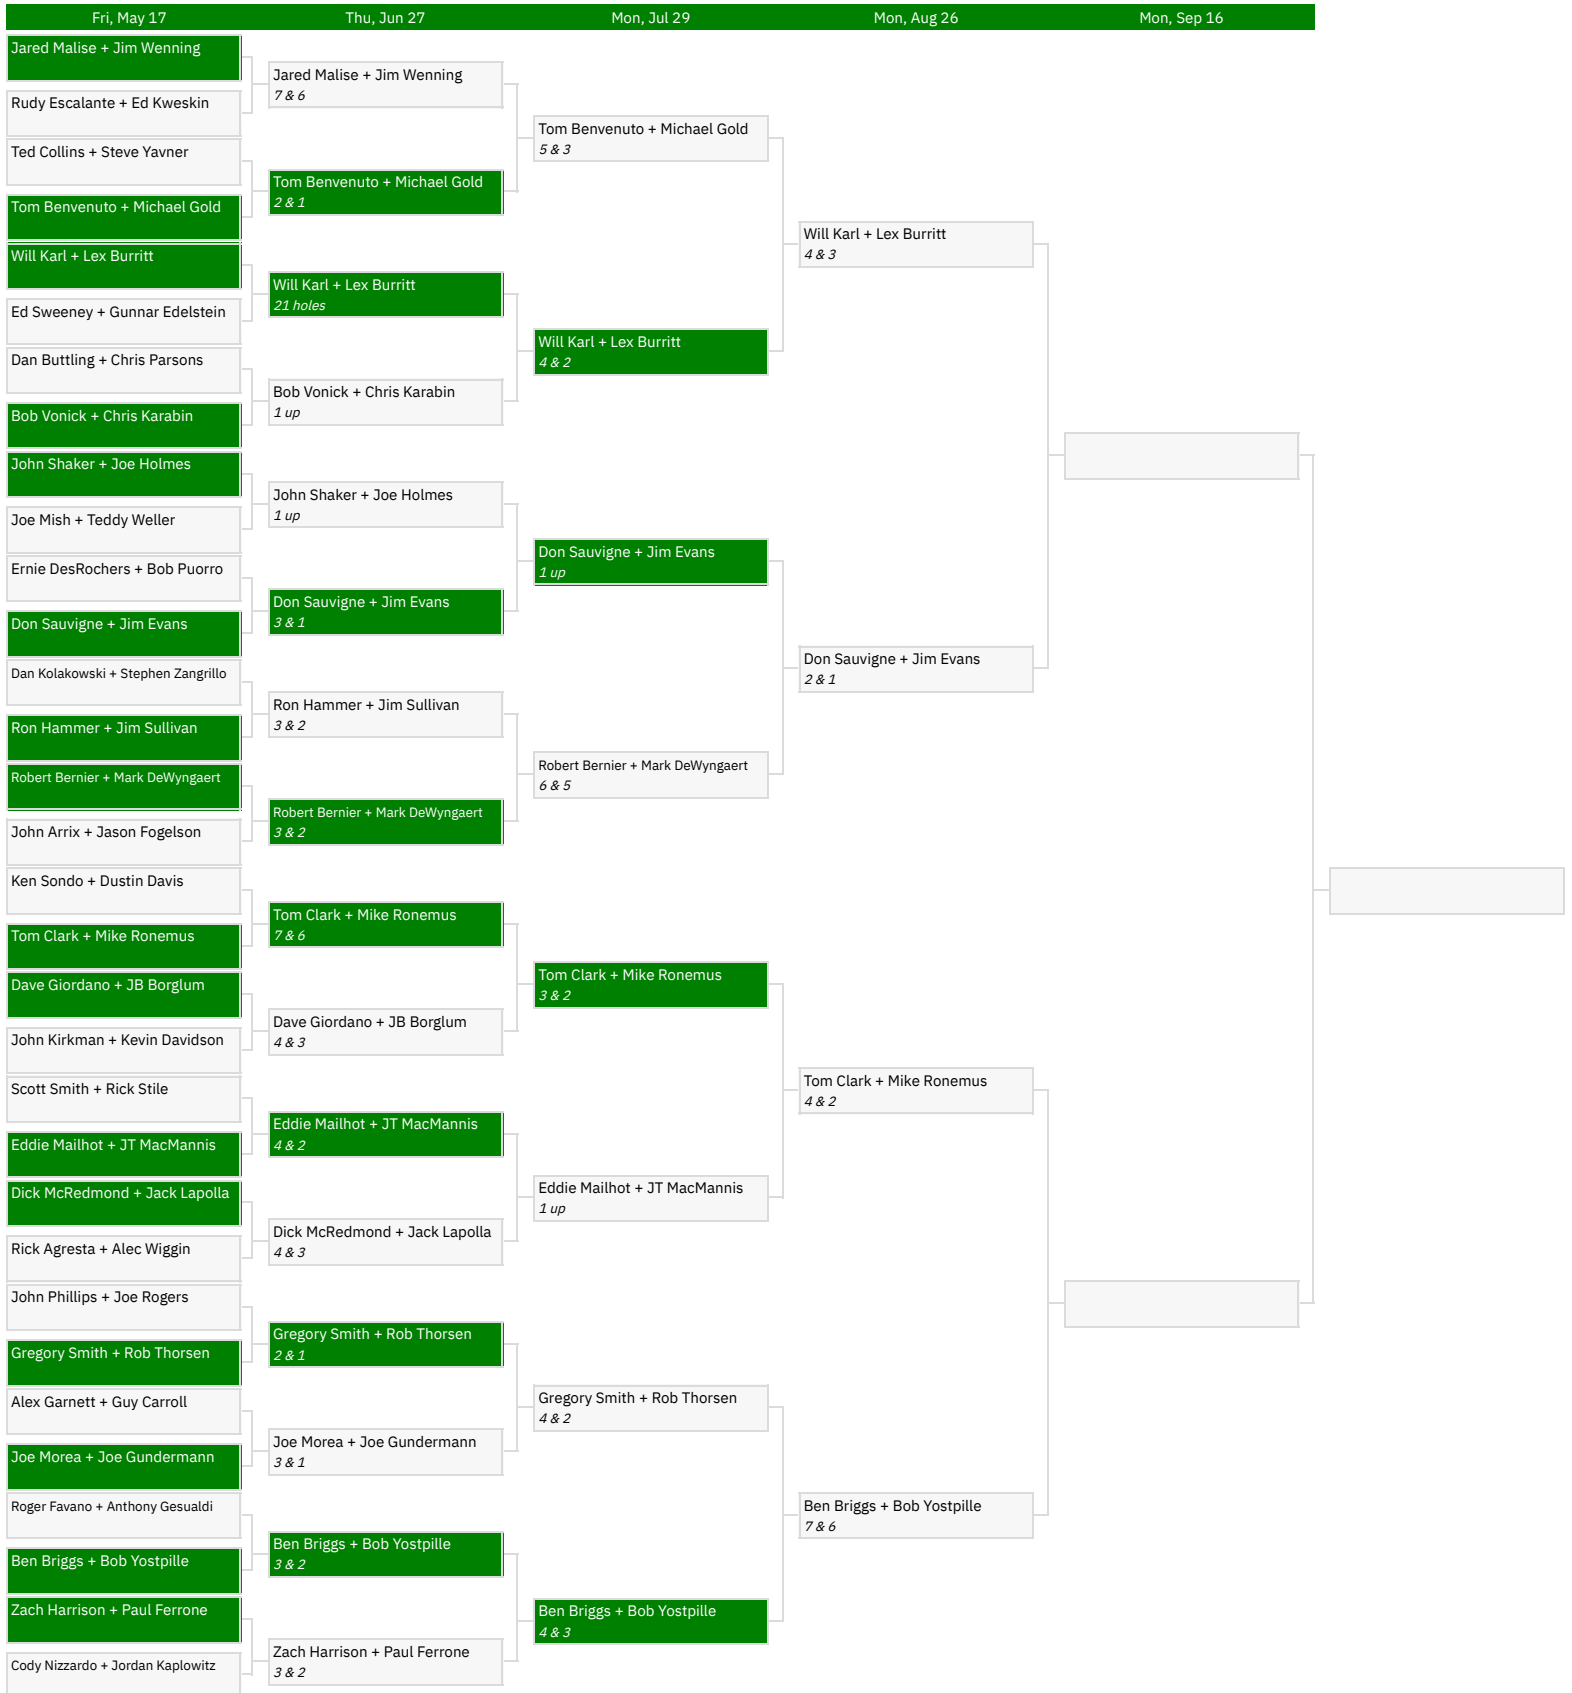 Fri, May 17
Thu, Jun 27
Mon, Jul 29
Mon, Aug 26
Mon, Sep 16
Jared Malise + Jim Wenning
Rudy Escalante + Ed Kweskin
Ted Collins + Steve Yavner
Tom Benvenuto + Michael Gold
Will Karl + Lex Burritt
Ed Sweeney + Gunnar Edelstein
Dan Buttling + Chris Parsons
Bob Vonick + Chris Karabin
John Shaker + Joe Holmes
Joe Mish + Teddy Weller
Ernie DesRochers + Bob Puorro
Don Sauvigne + Jim Evans
Dan Kolakowski + Stephen Zangrillo
Ron Hammer + Jim Sullivan
Robert Bernier + Mark DeWyngaert
John Arrix + Jason Fogelson
Ken Sondo + Dustin Davis
Tom Clark + Mike Ronemus
Dave Giordano + JB Borglum
John Kirkman + Kevin Davidson
Scott Smith + Rick Stile
Eddie Mailhot + JT MacMannis
Dick McRedmond + Jack Lapolla
Rick Agresta + Alec Wiggin
John Phillips + Joe Rogers
Gregory Smith + Rob Thorsen
Alex Garnett + Guy Carroll
Joe Morea + Joe Gundermann
Roger Favano + Anthony Gesualdi
Ben Briggs + Bob Yostpille
Zach Harrison + Paul Ferrone
Cody Nizzardo + Jordan Kaplowitz
Jared Malise + Jim Wenning
7 & 6
Tom Benvenuto + Michael Gold
2 & 1
Will Karl + Lex Burritt
21 holes
Bob Vonick + Chris Karabin
1 up
John Shaker + Joe Holmes
1 up
Don Sauvigne + Jim Evans
3 & 1
Ron Hammer + Jim Sullivan
3 & 2
Robert Bernier + Mark DeWyngaert
3 & 2
Tom Clark + Mike Ronemus
7 & 6
Dave Giordano + JB Borglum
4 & 3
Eddie Mailhot + JT MacMannis
4 & 2
Dick McRedmond + Jack Lapolla
4 & 3
Gregory Smith + Rob Thorsen
2 & 1
Joe Morea + Joe Gundermann
3 & 1
Ben Briggs + Bob Yostpille
3 & 2
Zach Harrison + Paul Ferrone
3 & 2
Tom Benvenuto + Michael Gold
5 & 3
Will Karl + Lex Burritt
4 & 2
Don Sauvigne + Jim Evans
1 up
Robert Bernier + Mark DeWyngaert
6 & 5
Tom Clark + Mike Ronemus
3 & 2
Eddie Mailhot + JT MacMannis
1 up
Gregory Smith + Rob Thorsen
4 & 2
Ben Briggs + Bob Yostpille
4 & 3
Will Karl + Lex Burritt
4 & 3
Don Sauvigne + Jim Evans
2 & 1
Tom Clark + Mike Ronemus
4 & 2
Ben Briggs + Bob Yostpille
7 & 6